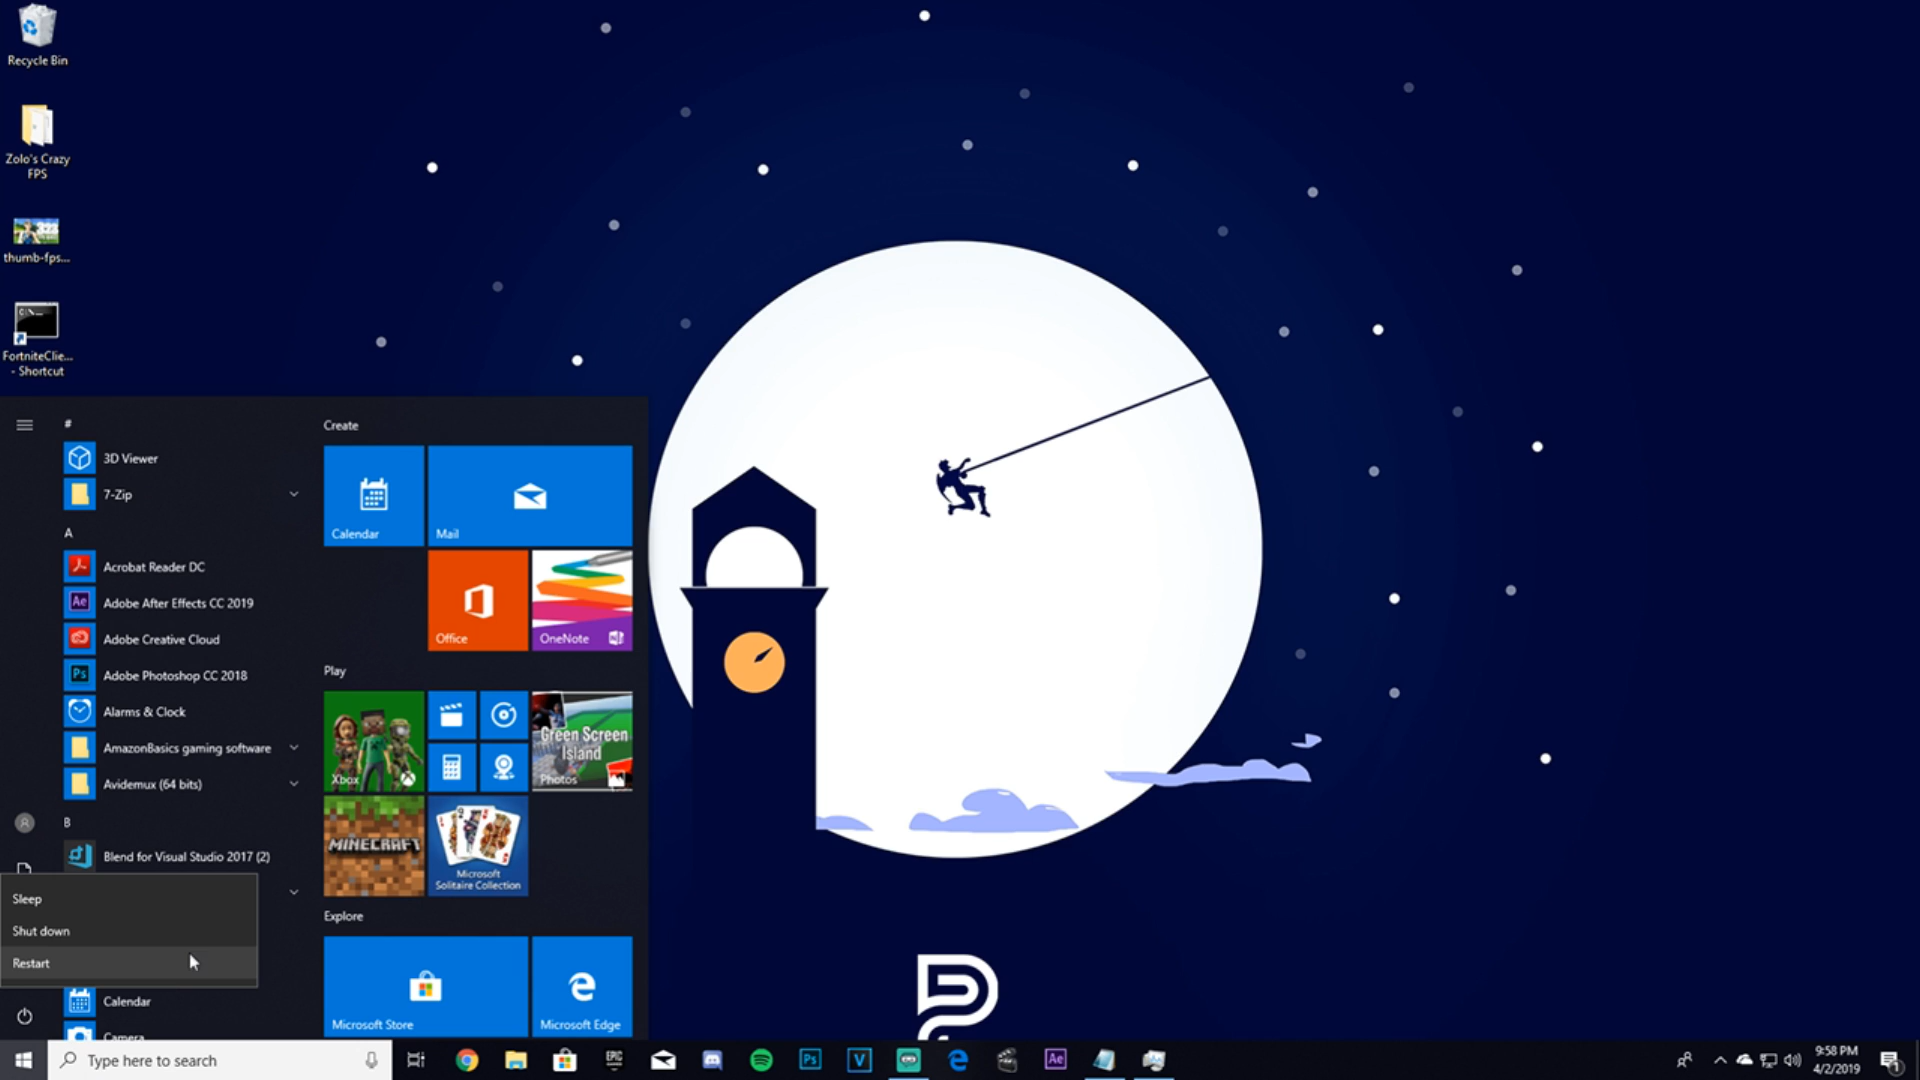 Recycle Bin
Zolo's Crazy
FPS
thumb-fps...
FortniteClie...
- Shortcut
#
3D Viewer
7-Zip
A
Acrobat Reader DC
Adobe After Effects CC 2019
Adobe Creative Cloud
Adobe Photoshop CC 2018
Alarms & Clock
AmazonBasics gaming software
Avidemux (64 bits)
B
Blend for Visual Studio 2017 (2)
Sleep
Shut down
Restart
Calendar
Camera
Create
Calendar
Mail
Office
OneNote
Play
Xbox
Green Screen
Island
Photos
MINECRAFT
Microsoft
Solitaire Collection
Explore
Microsoft Store
Microsoft Edge
Type here to search
EPIC
Ps
V
Ae
9:58 PM
4/2/2019
1